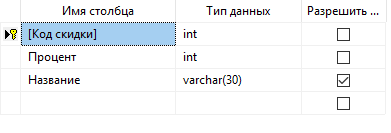 Имя столбца Тип данных Разрешить ...
[Код скидки] int
Процент int
Название varchar(30)